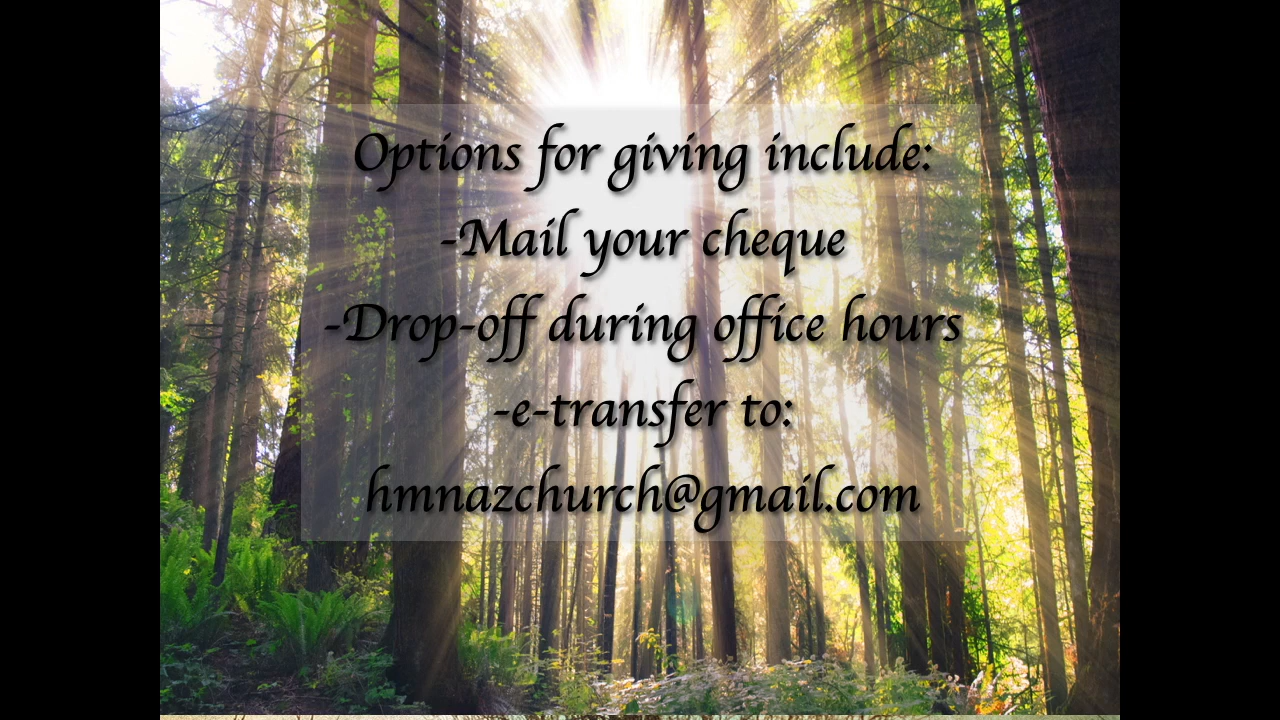 Options for giving include:
-Mail your cheque
-Drop-off during office hours
-e-transfer to:
hmnazchurch@gmail.com